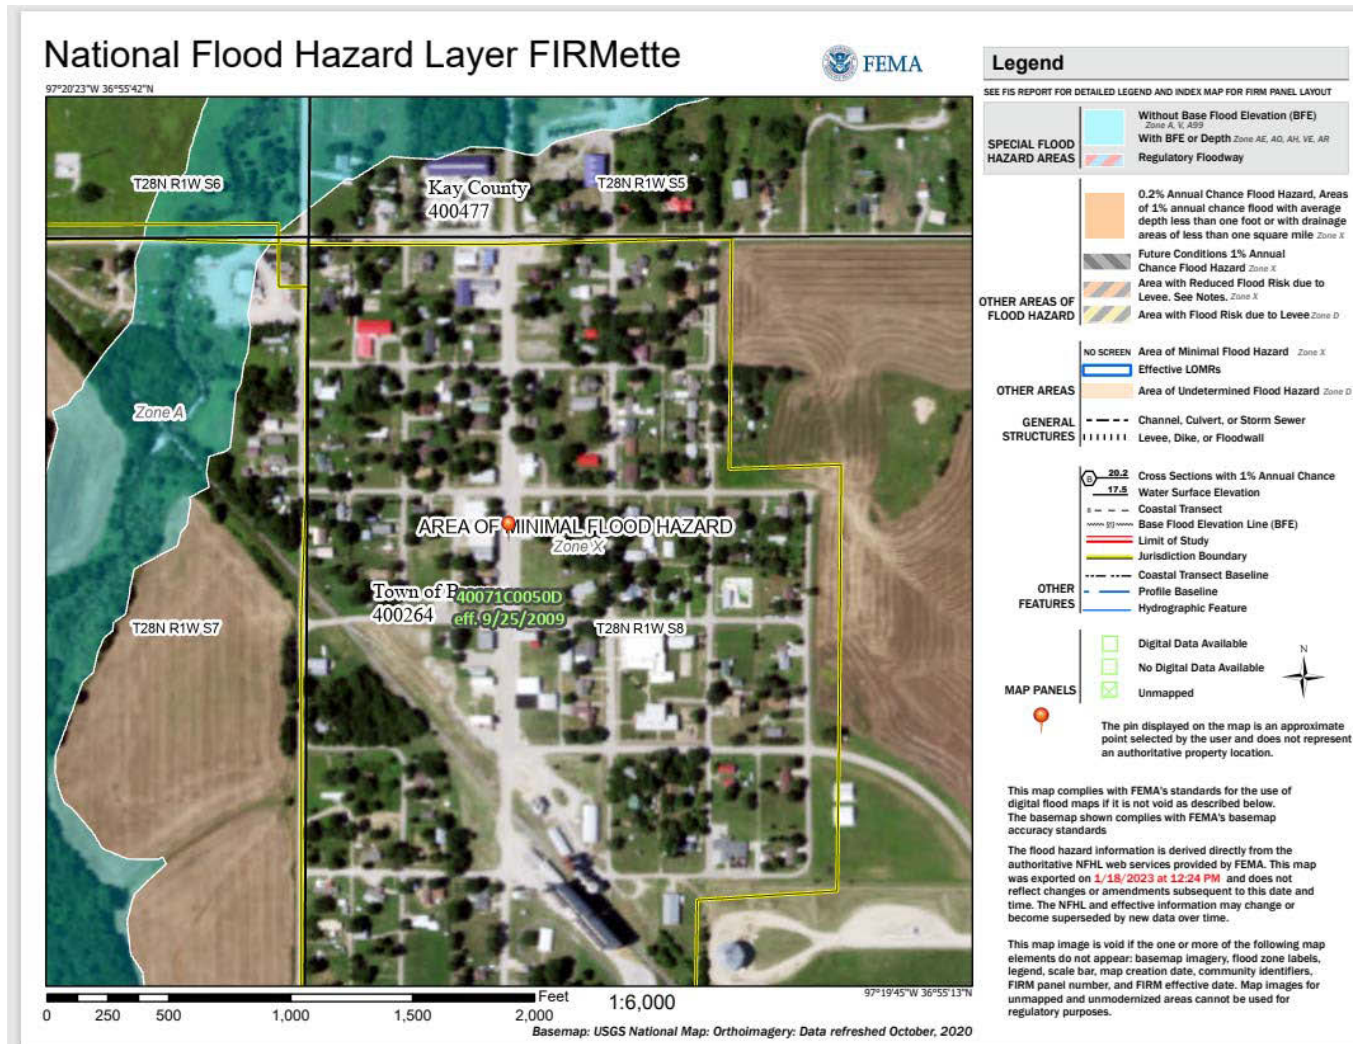 National Flood Hazard Layer FIRMette
FEMA
97°20'23"W 36°55'42"N
T28N R1W S6
Kay County
400477
T28N R1W S5
Zone A
AREA OF MINIMAL FLOOD HAZARD
Zone X
Town of
400264
40071C0050D
eff. 9/25/2009
T28N R1W S7
T28N R1W S8
97°19'45"W 36°55'13"N
Feet
1:6,000
0
250
500
1,000
1,500
2,000
Basemap: USGS National Map: Orthoimagery: Data refreshed October, 2020
Legend
SEE FIS REPORT FOR DETAILED LEGEND AND INDEX MAP FOR FIRM PANEL LAYOUT
SPECIAL FLOOD
HAZARD AREAS
Without Base Flood Elevation (BFE)
Zone A, V, A99
With BFE or Depth Zone AE, AO, AH, VE, AR
Regulatory Floodway
0.2% Annual Chance Flood Hazard, Areas
of 1% annual chance flood with average
depth less than one foot or with drainage
areas of less than one square mile Zone X
Future Conditions 1% Annual
Chance Flood Hazard Zone X
Area with Reduced Flood Risk due to
Levee. See Notes. Zone X
Area with Flood Risk due to Levee Zone D
OTHER AREAS OF
FLOOD HAZARD
NO SCREEN Area of Minimal Flood Hazard Zone X
Effective LOMRs
Area of Undetermined Flood Hazard Zone D
OTHER AREAS
Channel, Culvert, or Storm Sewer
Levee, Dike, or Floodwall
GENERAL
STRUCTURES
B 20.2 Cross Sections with 1% Annual Chance
17.5 Water Surface Elevation
8 Coastal Transect
Base Flood Elevation Line (BFE)
Limit of Study
Jurisdiction Boundary
Coastal Transect Baseline
Profile Baseline
Hydrographic Feature
OTHER
FEATURES
Digital Data Available
No Digital Data Available
Unmapped
MAP PANELS
N
The pin displayed on the map is an approximate
point selected by the user and does not represent
an authoritative property location.
This map complies with FEMA's standards for the use of
digital flood maps if it is not void as described below.
The basemap shown complies with FEMA's basemap
accuracy standards
The flood hazard information is derived directly from the
authoritative NFHL web services provided by FEMA. This map
was exported on 1/18/2023 at 12:24 PM and does not
reflect changes or amendments subsequent to this date and
time. The NFHL and effective information may change or
become superseded by new data over time.
This map image is void if the one or more of the following map
elements do not appear: basemap imagery, flood zone labels,
legend, scale bar, map creation date, community identifiers,
FIRM panel number, and FIRM effective date. Map images for
unmapped and unmodernized areas cannot be used for
regulatory purposes.